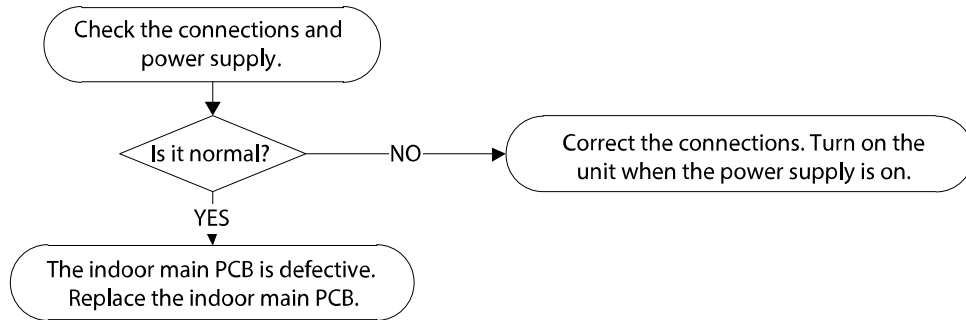 Check the connections and
power supply.
Is it normal?
NO
Correct the connections. Turn on the
unit when the power supply is on.
YES
The indoor main PCB is defective.
Replace the indoor main PCB.